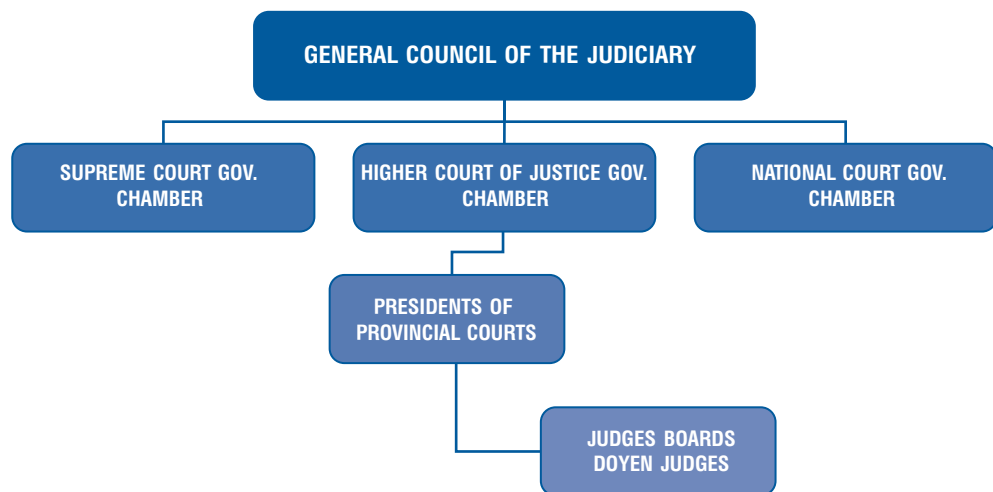 GENERAL COUNCIL OF THE JUDICIARY
SUPREME COURT GOV.
CHAMBER
HIGHER COURT OF JUSTICE GOV.
CHAMBER
NATIONAL COURT GOV.
CHAMBER
PRESIDENTS OF
PROVINCIAL COURTS
JUDGES BOARDS
DOYEN JUDGES